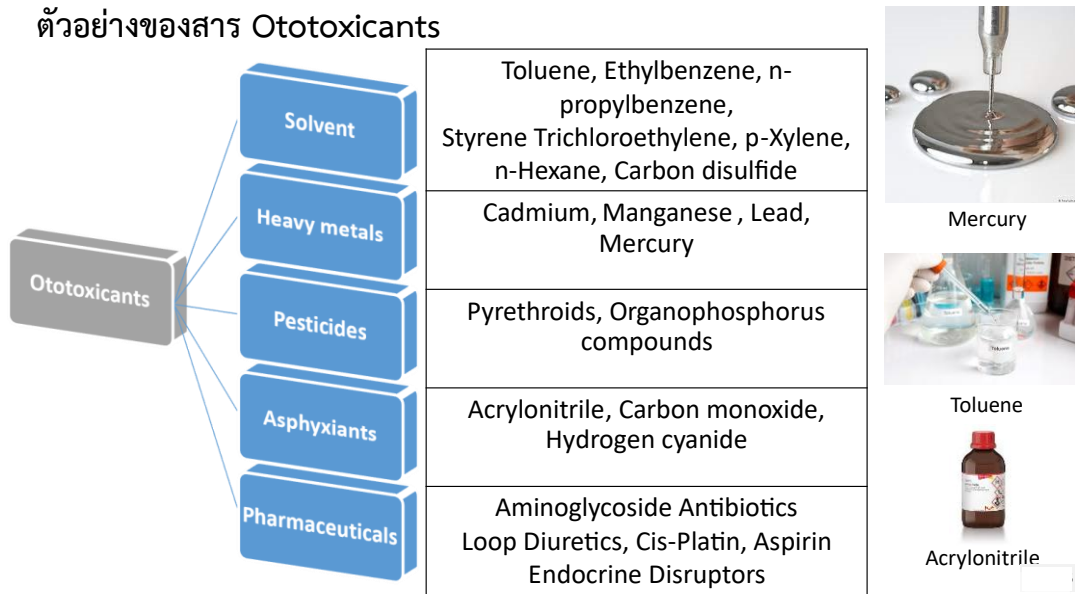 ตัวอย่างของสาร Ototoxicants
Ototoxicants
Solvent
Toluene, Ethylbenzene, n-
propylbenzene,
Styrene Trichloroethylene, p-Xylene,
n-Hexane, Carbon disulfide
Heavy metals
Cadmium, Manganese , Lead,
Mercury
Pesticides
Pyrethroids, Organophosphorus
compounds
Asphyxiants
Acrylonitrile, Carbon monoxide,
Hydrogen cyanide
Pharmaceuticals
Aminoglycoside Antibiotics
Loop Diuretics, Cis-Platin, Aspirin
Endocrine Disruptors
Mercury
Toluene
Toluene
Acrylonitrile